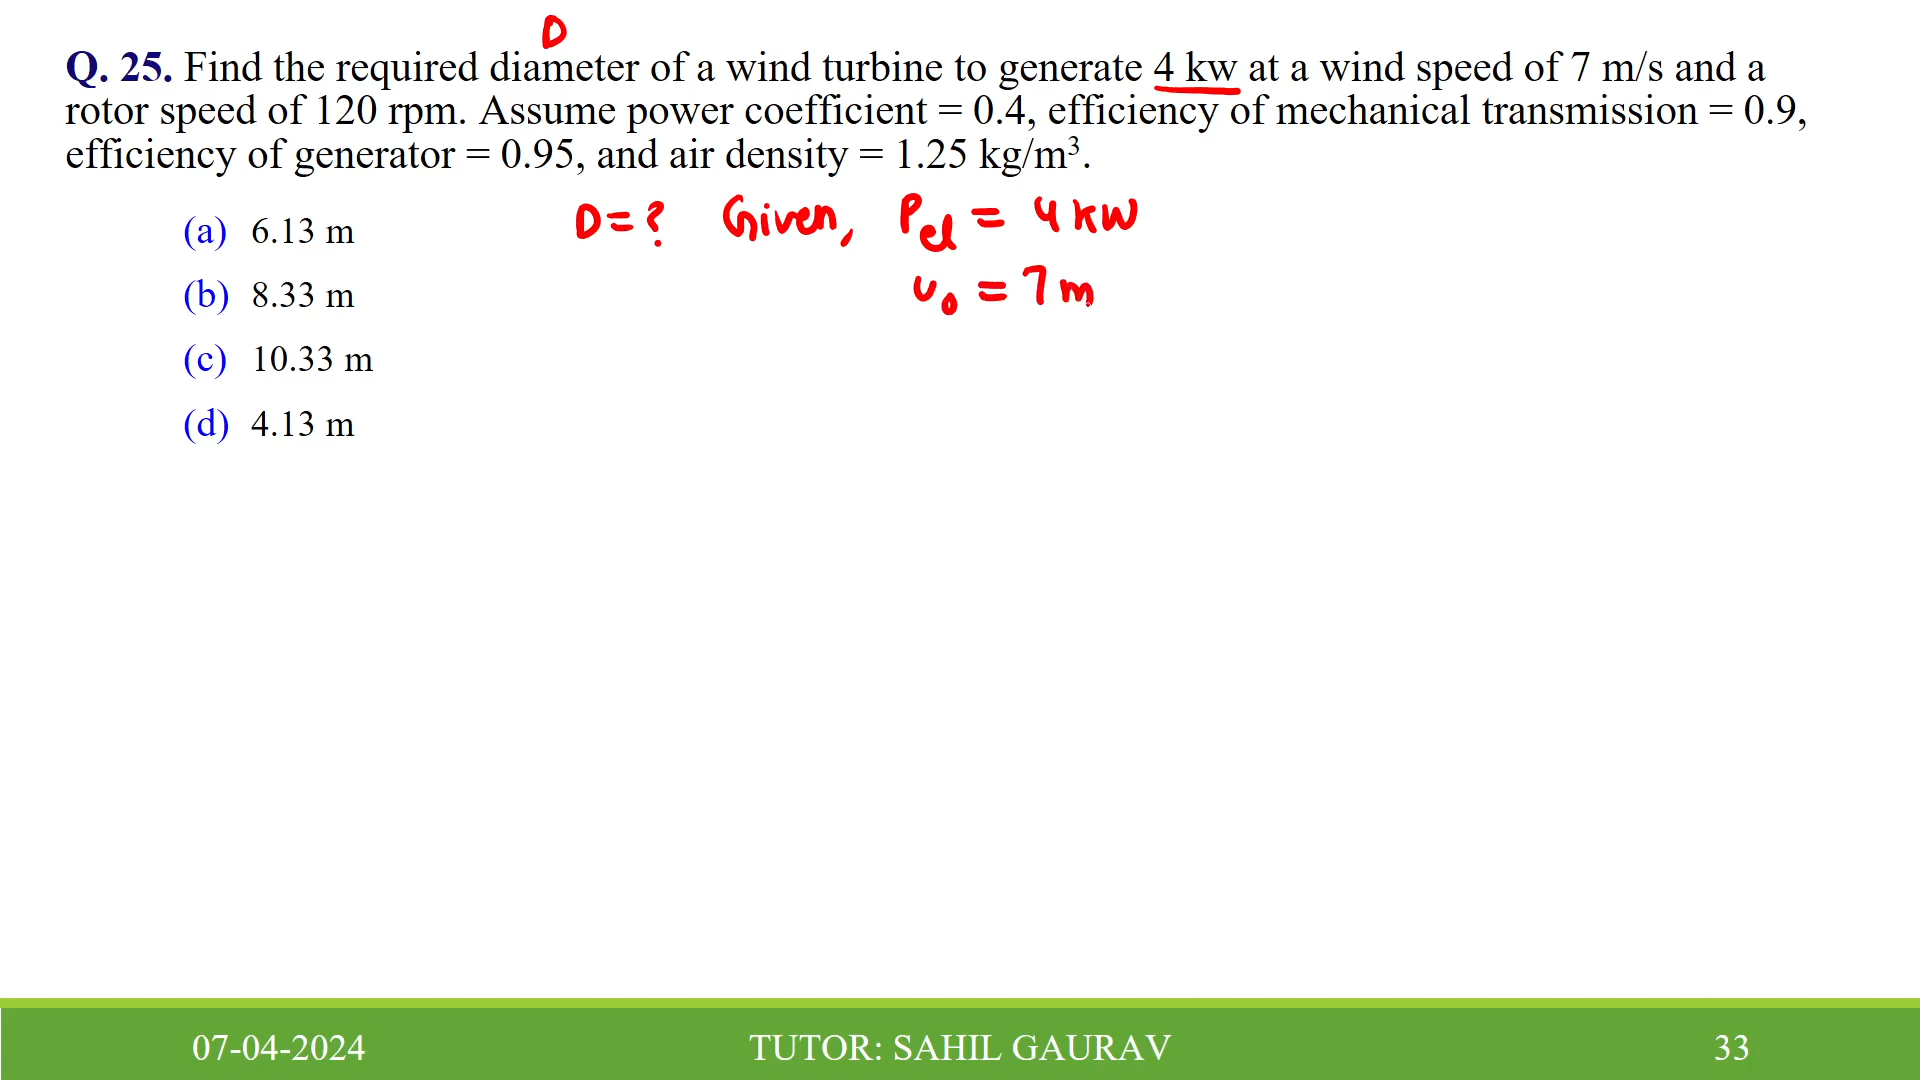 D
Q. 25. Find the required diameter of a wind turbine to generate 4 kw at a wind speed of 7 m/s and a
rotor speed of 120 rpm. Assume power coefficient = 0.4, efficiency of mechanical transmission = 0.9,
efficiency of generator = 0.95, and air density = 1.25 kg/m³.
D = ? Given, Pel = 4 kW
u₀ = 7 m
(a) 6.13 m
(b) 8.33 m
(c) 10.33 m
(d) 4.13 m
07-04-2024 TUTOR: SAHIL GAURAV 33